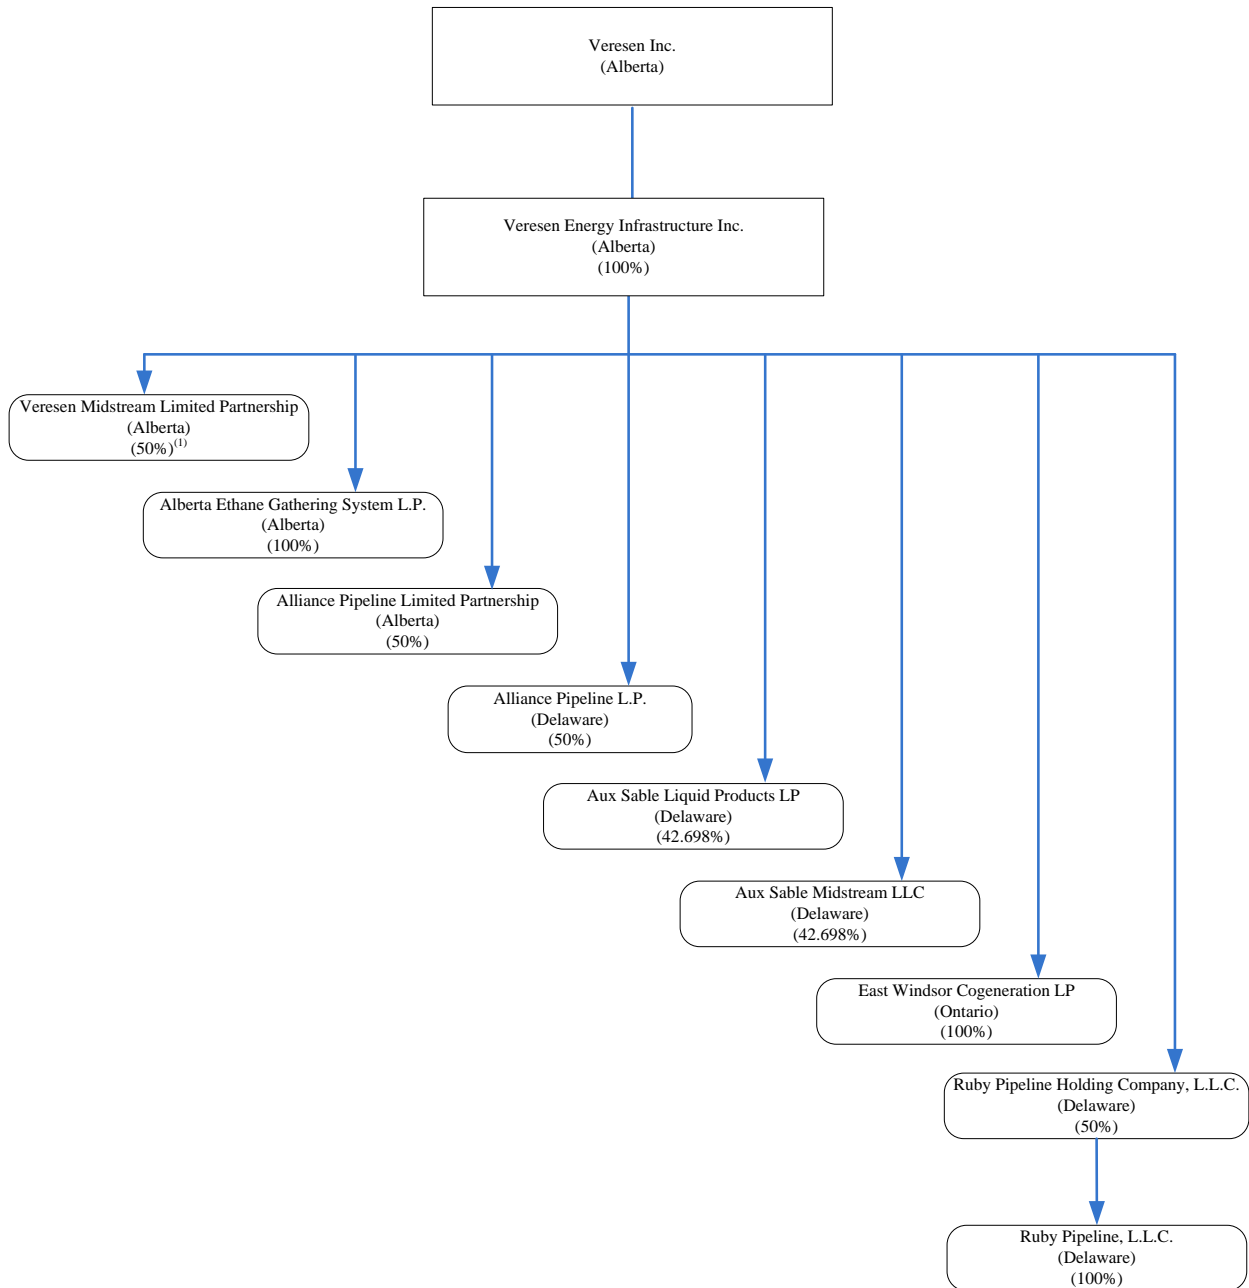 Veresen Inc.
(Alberta)
Veresen Energy Infrastructure Inc.
(Alberta)
(100%)
Veresen Midstream Limited Partnership
(Alberta)
(50%)(1)
Alberta Ethane Gathering System L.P.
(Alberta)
(100%)
Alliance Pipeline Limited Partnership
(Alberta)
(50%)
Alliance Pipeline L.P.
(Delaware)
(50%)
Aux Sable Liquid Products LP
(Delaware)
(42.698%)
Aux Sable Midstream LLC
(Delaware)
(42.698%)
East Windsor Cogeneration LP
(Ontario)
(100%)
Ruby Pipeline Holding Company, L.L.C.
(Delaware)
(50%)
Ruby Pipeline, L.L.C.
(Delaware)
(100%)